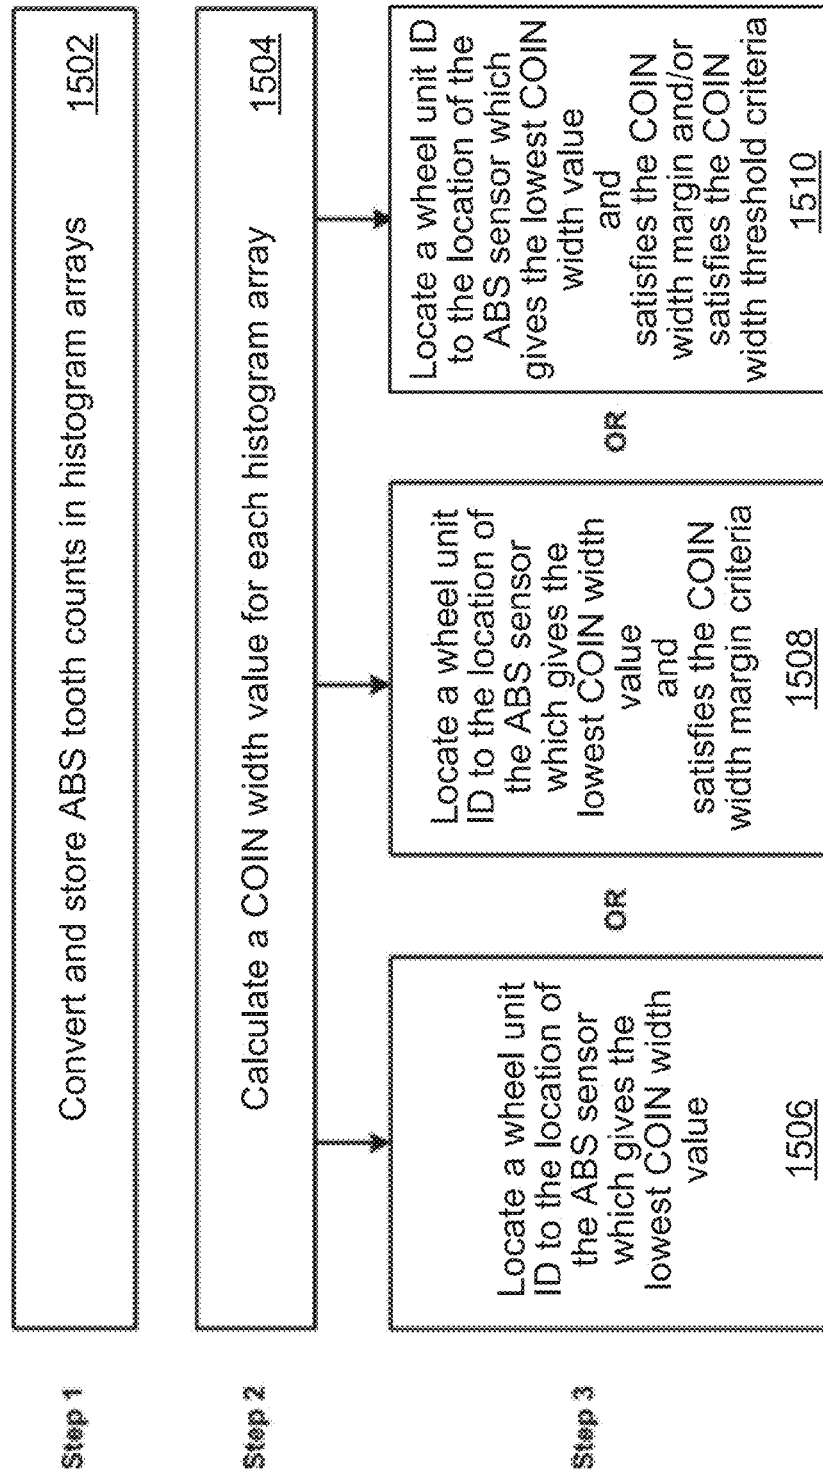 Step 1
Convert and store ABS tooth counts in histogram arrays
1502
Step 2
Calculate a COIN width value for each histogram array
1504
Step 3
Locate a wheel unit
ID to the location of
the ABS sensor
which gives the
lowest COIN width
value
1506
OR
Locate a wheel unit
ID to the location of
the ABS sensor
which gives the
lowest COIN width
value
and
satisfies the COIN
width margin criteria
1508
OR
Locate a wheel unit ID
to the location of the
ABS sensor which
gives the lowest COIN
width value
and
satisfies the COIN
width margin and/or
satisfies the COIN
width threshold criteria
1510